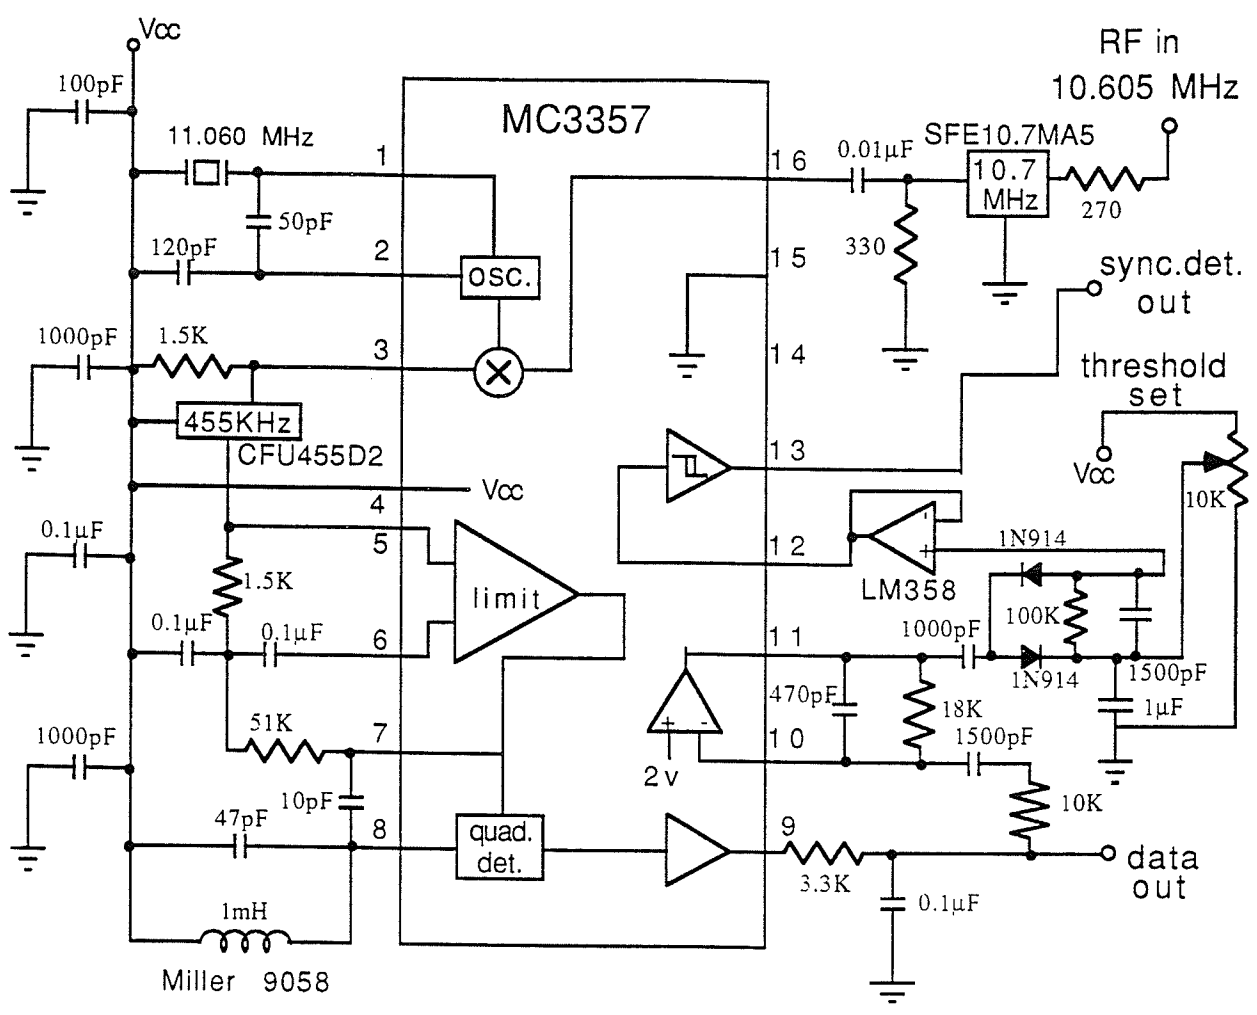 Vcc
RF in
10.605 MHz
100pF
MC3357
11.060 MHz
1
16
0.01µF
SFE10.7MA5
10.7
MHz
270
50pF
120pF
2
osc.
330
15
sync.det.
out
1000pF
1.5K
3
14
threshold
set
455KHz
CFU455D2
13
Vcc
10K
Vcc
4
0.1µF
5
12
-
+
1N914
LM358
1.5K
limit
100K
0.1µF
0.1µF
6
11
1000pF
1N914
1500pF
470pF
18K
1µF
51K
7
+
-
10
1500pF
1000pF
2v
10pF
10K
47pF
8
quad.
det.
9
3.3K
data
out
0.1µF
1mH
Miller 9058